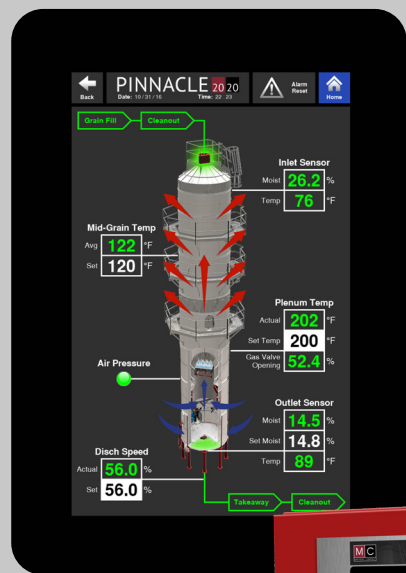 Back
PINNACLE 20 20
Date: 10/31/16 Time: 22 23
Alarm Reset
Home
Grain Fill
Cleanout
Inlet Sensor
Moist 26.2 %
Temp 76 °F
Mid-Grain Temp
Avg 122 °F
Set 120 °F
Plenum Temp
Actual 202 °F
Set Temp 200 °F
Gas Valve Opening 52.4 %
Air Pressure
Outlet Sensor
Moist 14.5 %
Set Moist 14.8 %
Temp 89 °F
Disch Speed
Actual 56.0 %
Set 56.0 %
Takeaway
Cleanout
MC